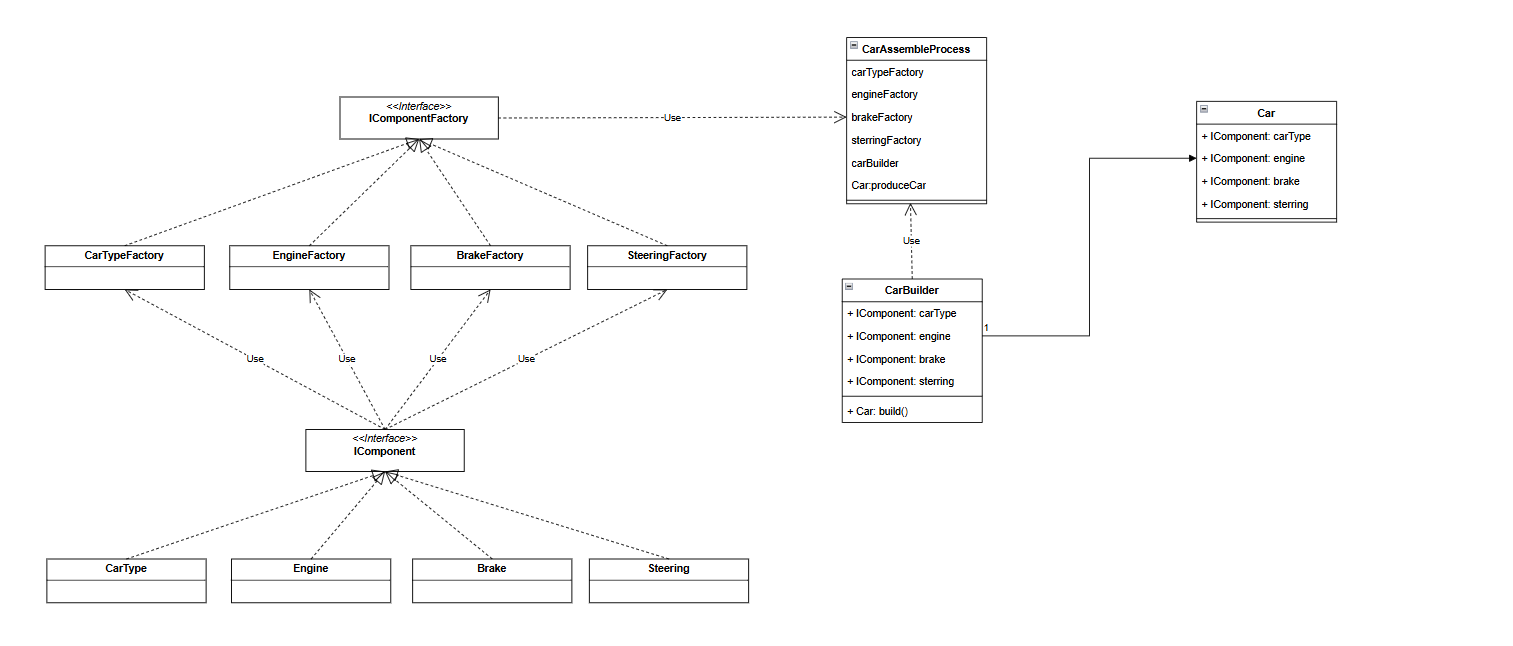 CarAssembleProcess
carTypeFactory
engineFactory
brakeFactory
sterringFactory
carBuilder
Car:produceCar
<<Interface>>
IComponentFactory
Use
Car
+ IComponent: carType
+ IComponent: engine
+ IComponent: brake
+ IComponent: sterring
CarTypeFactory
EngineFactory
BrakeFactory
SteeringFactory
Use
CarBuilder
+ IComponent: carType
+ IComponent: engine
+ IComponent: brake
+ IComponent: sterring
+ Car: build()
1
Use
Use
Use
Use
<<Interface>>
IComponent
CarType
Engine
Brake
Steering